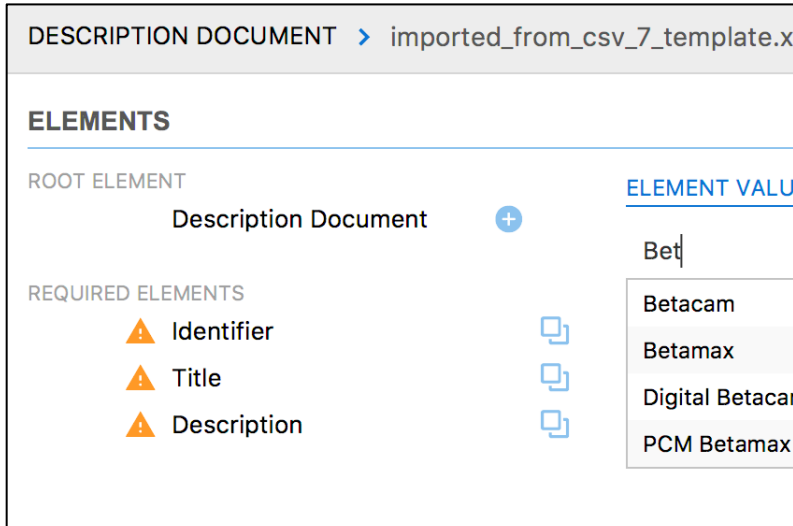 DESCRIPTION DOCUMENT > imported_from_csv_7_template.x
ELEMENTS
ROOT ELEMENT
Description Document
REQUIRED ELEMENTS
Identifier
Title
Description
ELEMENT VALU
Bet
Betacam
Betamax
Digital Betaca
PCM Betamax